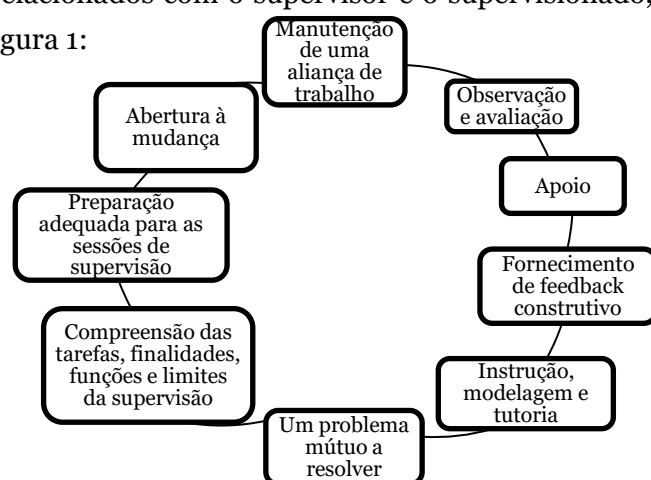 com o supervisor e o supervisionado,
gura 1:
Manutenção
de uma
aliança de
trabalho
Observação
e avaliação
Apoio
Fornecimento
de feedback
construtivo
Instrução,
modelagem e
tutoria
Um problema
mútuo a
resolver
Compreensão das
tarefas, finalidades,
funções e limites
da supervisão
Preparação
adequada para as
sessões de
supervisão
Abertura à
mudança